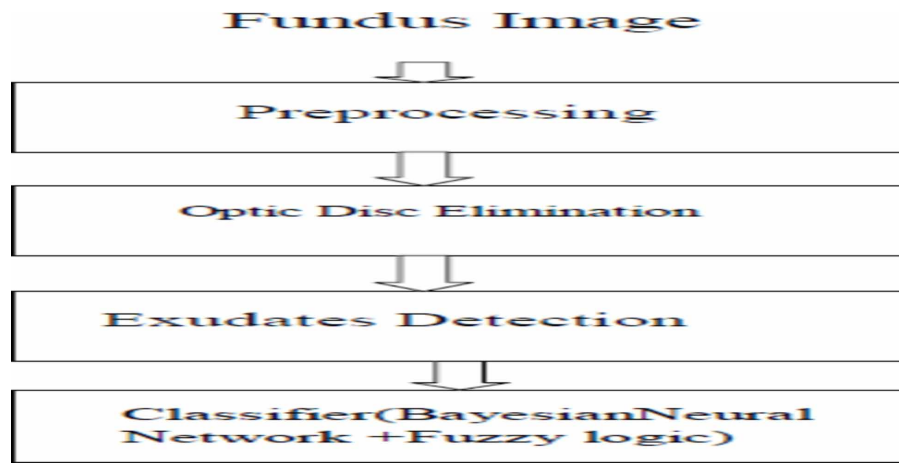 Fundus Image
Preprocessing
Optic Disc Elimination
Exudates Detection
Classifier(BayesianNeural
Network +Fuzzy logic)